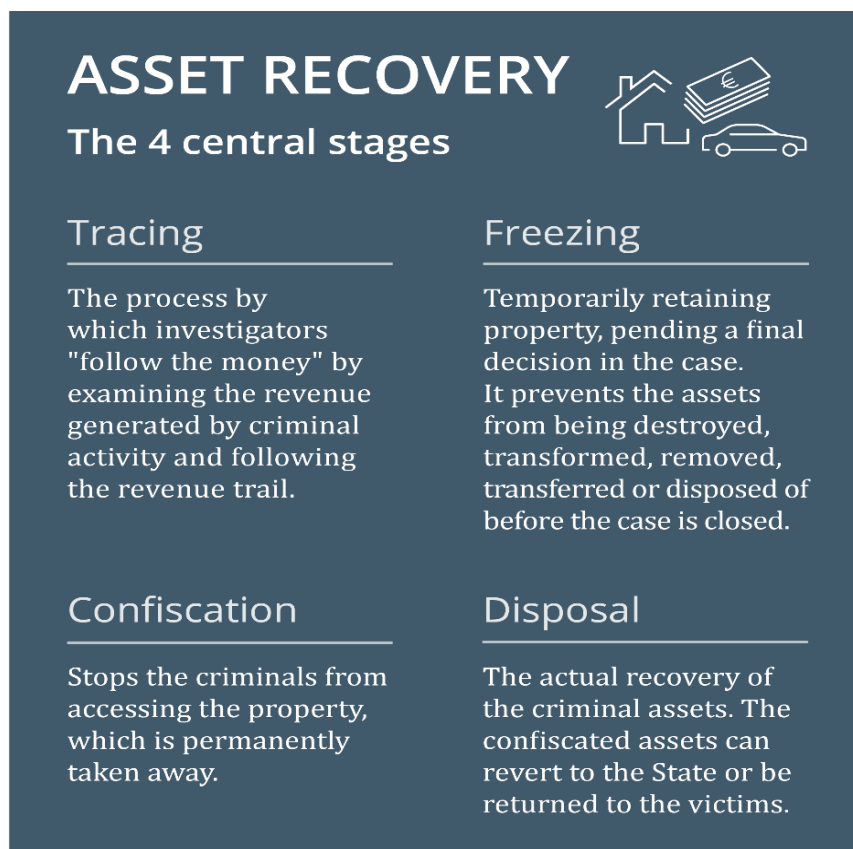 ASSET RECOVERY
The 4 central stages
€
Tracing
The process by
which investigators
"follow the money" by
examining the revenue
generated by criminal
activity and following
the revenue trail.
Freezing
Temporarily retaining
property, pending a final
decision in the case.
It prevents the assets
from being destroyed,
transformed, removed,
transferred or disposed of
before the case is closed.
Confiscation
Stops the criminals from
accessing the property,
which is permanently
taken away.
Disposal
The actual recovery of
the criminal assets. The
confiscated assets can
revert to the State or be
returned to the victims.